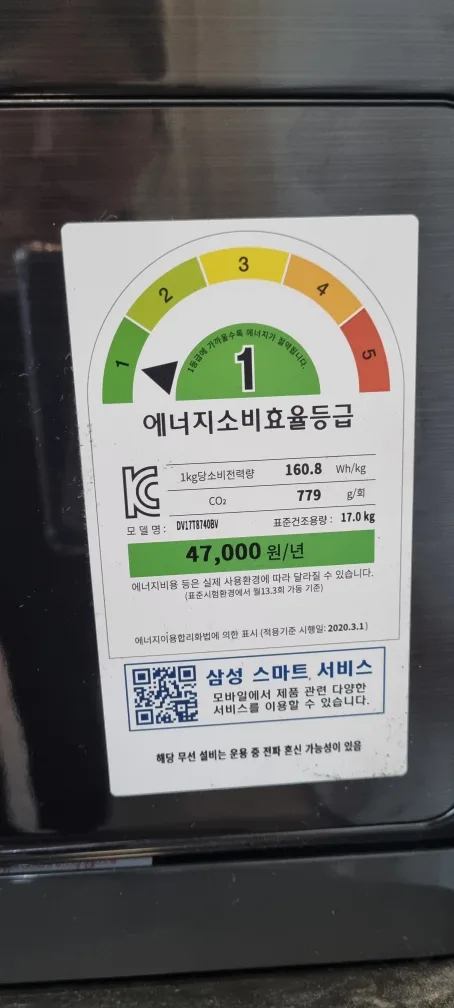 1 2 3 4 5
1등급에 가까울수록 에너지가 절약됩니다.
1
에너지소비효율등급
1kg당소비전력량 160.8 Wh/kg
CO₂ 779 g/회
모델명: DV17T8740BV 표준건조용량: 17.0 kg
47,000 원/년
에너지비용 등은 실제 사용환경에 따라 달라질 수 있습니다.
(표준시험환경에서 월13.3회 가동 기준)
에너지이용합리화법에 의한 표시 (적용기준 시행일: 2020.3.1)
삼성 스마트 서비스
모바일에서 제품 관련 다양한
서비스를 이용할 수 있습니다.
해당 무선 설비는 운용 중 전파 혼신 가능성이 있음